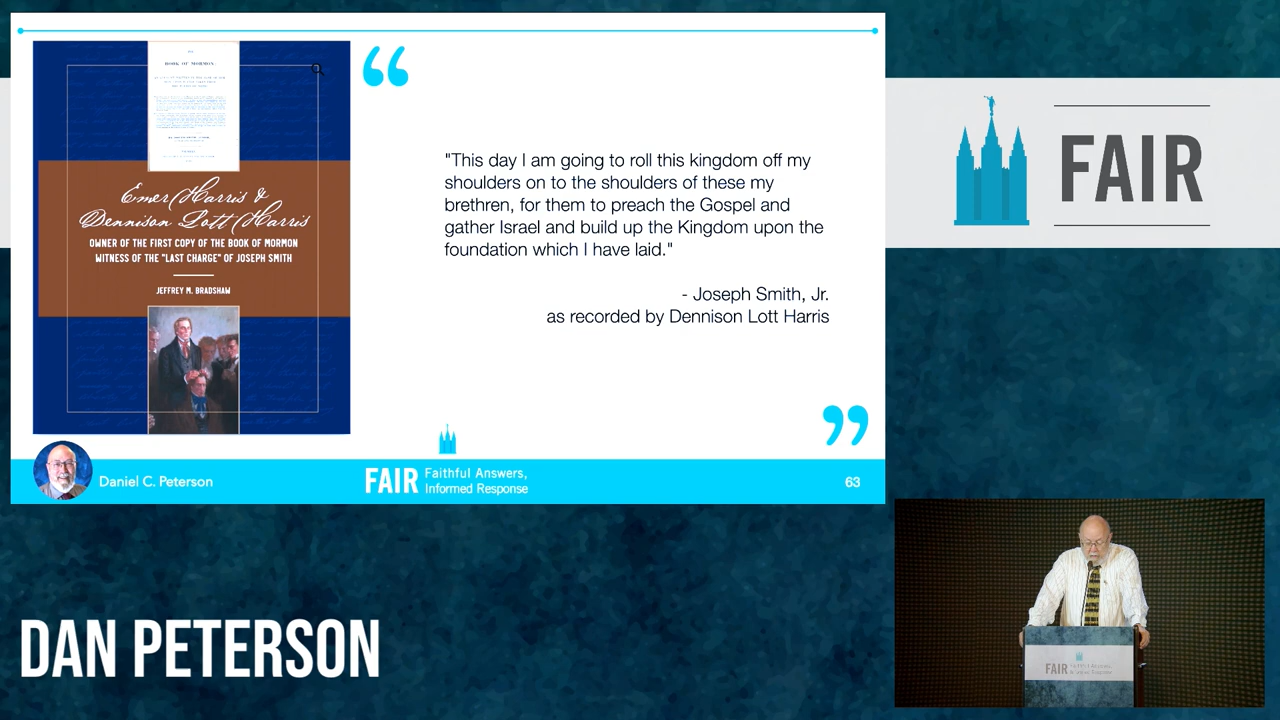 BOOK OF MORMON
Emer Harris &
Dennison Lott Harris
OWNER OF THE FIRST COPY OF THE BOOK OF MORMON
WITNESS OF THE "LAST CHARGE" OF JOSEPH SMITH
JEFFREY M. BRADSHAW
“
"This day I am going to roll this kingdom off my
shoulders on to the shoulders of these my
brethren, for them to preach the Gospel and
gather Israel and build up the Kingdom upon the
foundation which I have laid."
- Joseph Smith, Jr.
as recorded by Dennison Lott Harris
”
Daniel C. Peterson
FAIR Faithful Answers,
Informed Response
63
FAIR
DAN PETERSON
FAIR